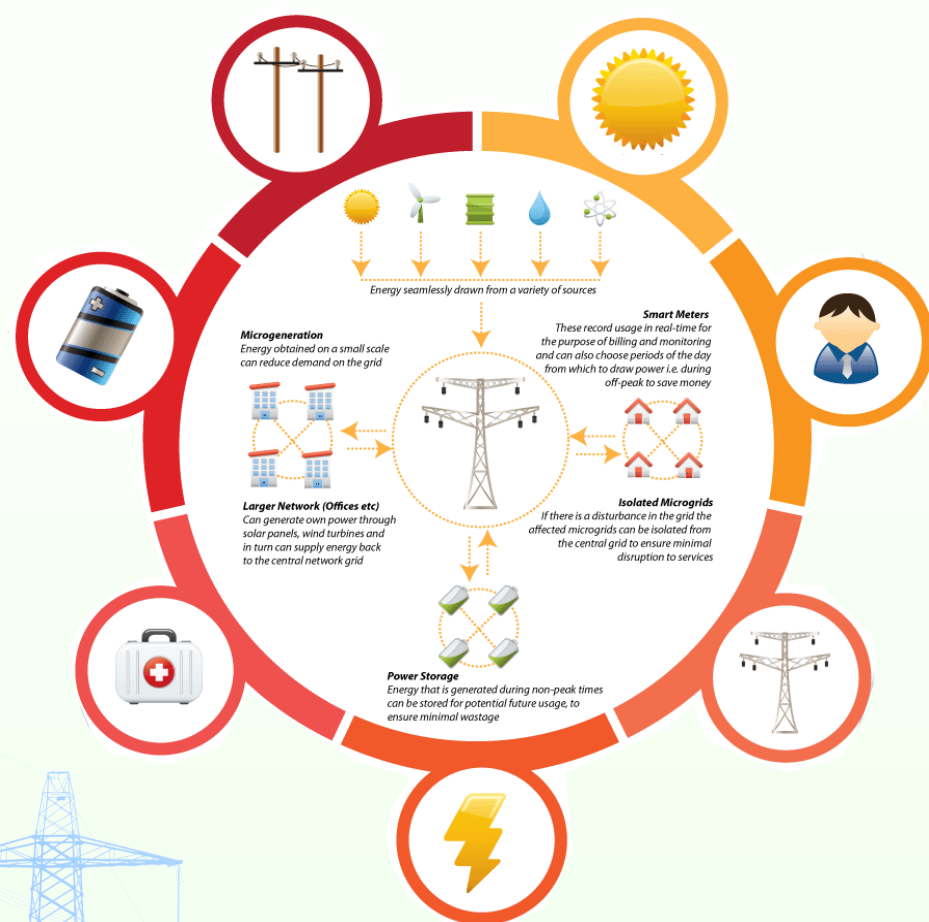 Energy seamlessly drawn from a variety of sources
Microgeneration
Energy obtained on a small scale
can reduce demand on the grid
Smart Meters
These record usage in real-time for
the purpose of billing and monitoring
and can also choose periods of the day
from which to draw power i.e. during
off-peak to save money
Larger Network (Offices etc)
Can generate own power through
solar panels, wind turbines and
in turn can supply energy back
to the central network grid
Isolated Microgrids
If there is a disturbance in the grid the
affected microgrids can be isolated from
the central grid to ensure minimal
disruption to services
Power Storage
Energy that is generated during non-peak times
can be stored for potential future usage, to
ensure minimal wastage